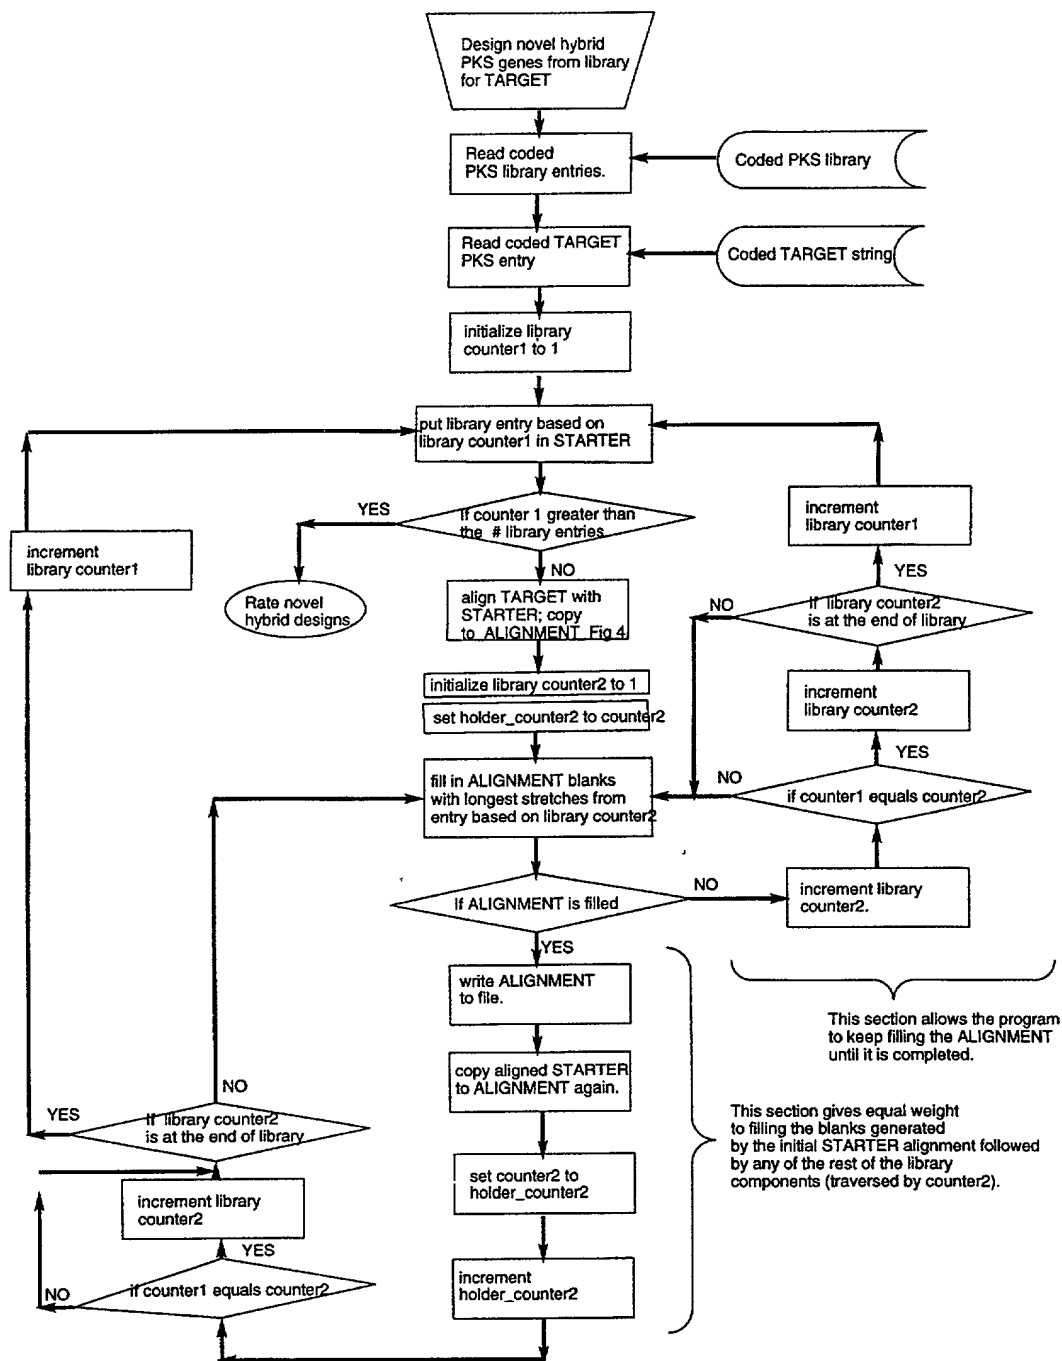 Design novel hybrid
PKS genes from library
for TARGET
Read coded
PKS library entries.
Coded PKS library
Read coded TARGET
PKS entry
Coded TARGET string
initialize library
counter1 to 1
put library entry based on
library counter1 in STARTER
YES
If counter 1 greater than
the # library entries
increment
library counter1
increment
library counter1
NO
YES
Rate novel
hybrid designs
align TARGET with
STARTER; copy
to ALIGNMENT Fig 4
NO
If library counter2
is at the end of library
initialize library counter2 to 1
set holder_counter2 to counter2
increment
library counter2
YES
fill in ALIGNMENT blanks
with longest stretches from
entry based on library counter2
NO
if counter1 equals counter2
If ALIGNMENT is filled
NO
increment library
counter2.
YES
write ALIGNMENT
to file.
This section allows the program
to keep filling the ALIGNMENT
until it is completed.
copy aligned STARTER
to ALIGNMENT again.
NO
YES
If library counter2
is at the end of library
This section gives equal weight
to filling the blanks generated
by the initial STARTER alignment followed
by any of the rest of the library
components (traversed by counter2).
set counter2 to
holder_counter2
increment library
counter2
YES
increment
holder_counter2
NO
if counter1 equals counter2